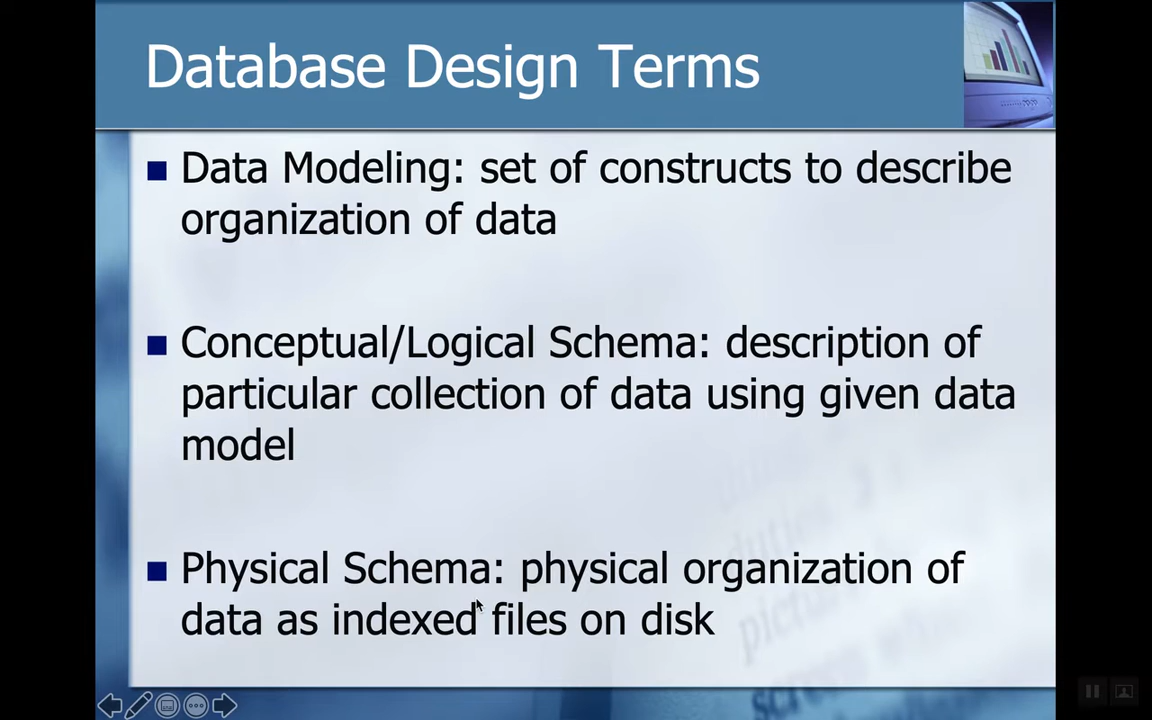 Database Design Terms
Data Modeling: set of constructs to describe
organization of data
Conceptual/Logical Schema: description of
particular collection of data using given data
model
Physical Schema: physical organization of
data as indexed files on disk